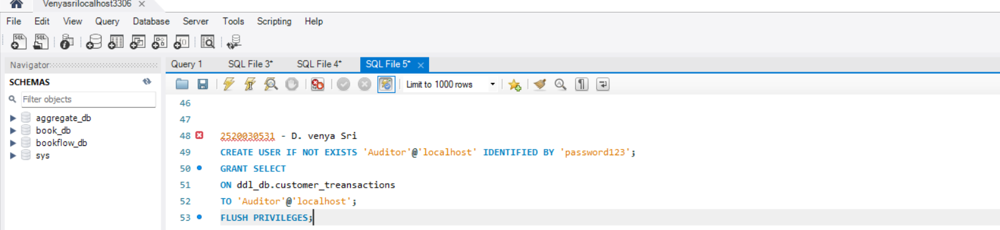 Venyasrilocalhost3306
File Edit View Query Database Server Tools Scripting Help
SQL SQL
Navigator
Query 1 SQL File 3* SQL File 4* SQL File 5*
SCHEMAS
Limit to 1000 rows
Filter objects
aggregate_db
book_db
bookflow_db
sys
46
47
48 2520030531 - D. venya Sri
49 CREATE USER IF NOT EXISTS 'Auditor'@'localhost' IDENTIFIED BY 'password123';
50 GRANT SELECT
51 ON ddl_db.customer_treansactions
52 TO 'Auditor'@'localhost';
53 FLUSH PRIVILEGES;